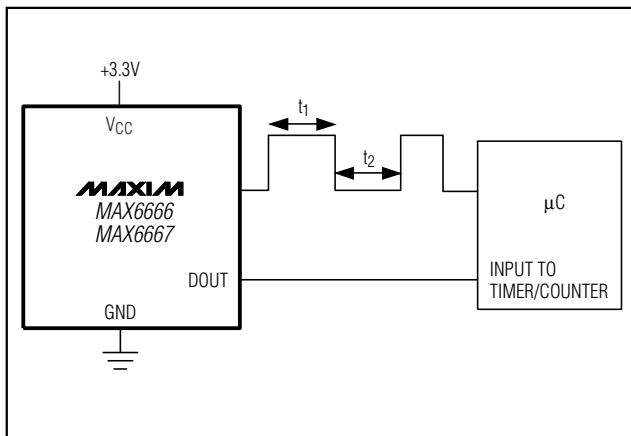 +3.3V
VCC
MAXIM
MAX6666
MAX6667
DOUT
GND
t1
t2
μC
INPUT TO
TIMER/COUNTER